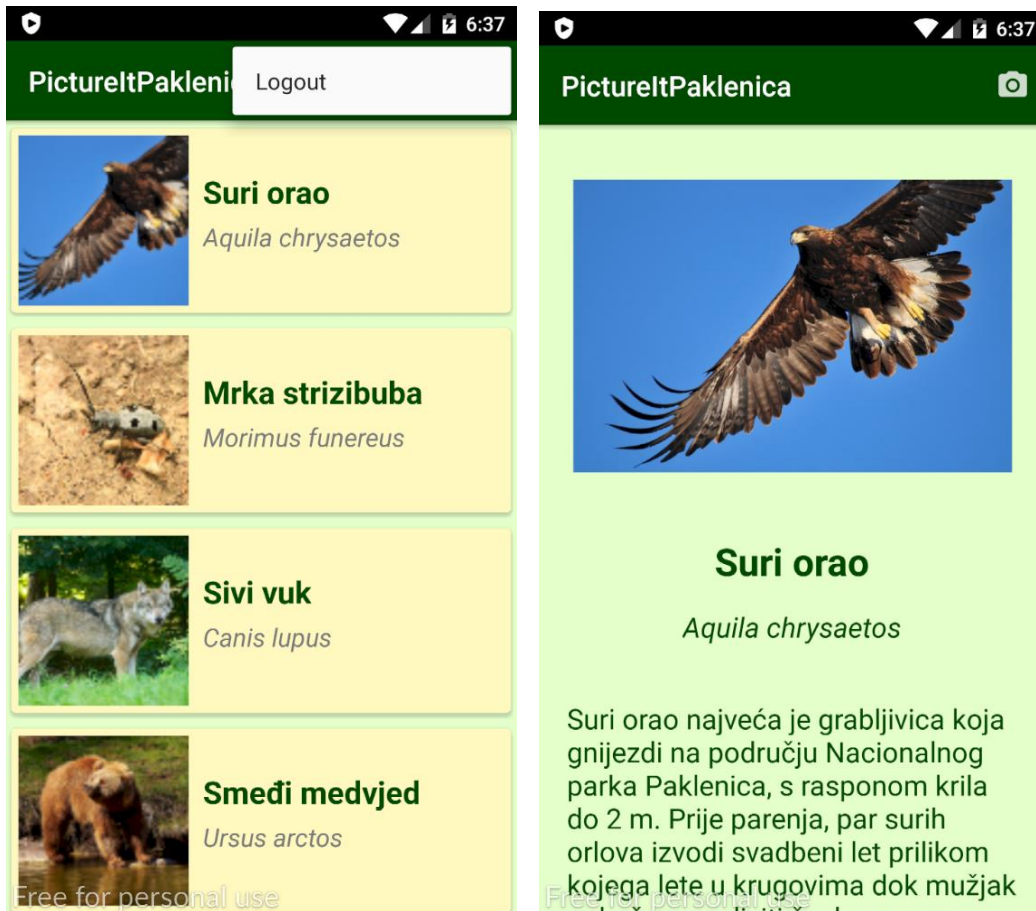 6:37
PictureItPakleni
Logout
Suri orao
Aquila chrysaetos
Mrka strizibuba
Morimus funereus
Sivi vuk
Canis lupus
Smeđi medvjed
Ursus arctos
Free for personal use
6:37
PictureItPaklenica
Suri orao
Aquila chrysaetos
Suri orao najveća je grabljivica koja
gnijezdi na području Nacionalnog
parka Paklenica, s rasponom krila
do 2 m. Prije parenja, par surih
orlova izvodi svadbeni let prilikom
kojega lete u krugovima dok mužjak
Free for personal use